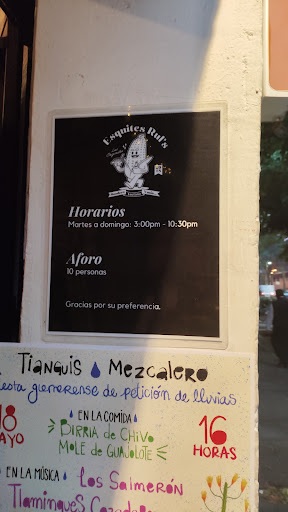 Esquites Ruf's
Horarios
Martes a domingo: 3:00pm - 10:30pm
Aforo
10 personas
Gracias por su preferencia.
Tianguis Mezcalero
esta guerrerense de petición de lluvias
18
AYO
EN LA COMIDA
BIRRIA de CHIVO
MOLE de GUAJOLOTE
16
HORAS
EN LA MÚSICA
Los Salmerón